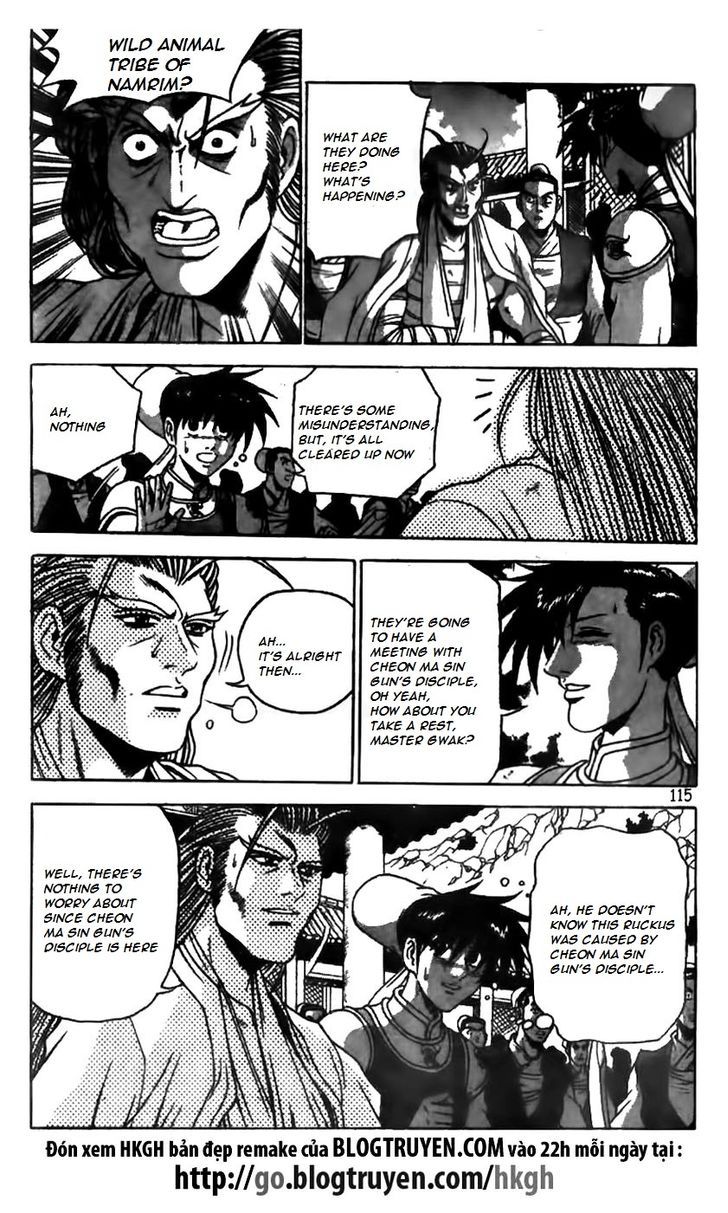 WILD ANIMAL
TRIBE OF
NAMRIM?
WHAT ARE
THEY DOING
HERE?
WHAT'S
HAPPENING?
AH,
NOTHING
THERE'S SOME
MISUNDERSTANDING,
BUT, IT'S ALL
CLEARED UP NOW
AH...
IT'S ALRIGHT
THEN...
THEY'RE GOING
TO HAVE A
MEETING WITH
CHEON MA SIN
GUN'S DISCIPLE,
OH YEAH,
HOW ABOUT YOU
TAKE A REST,
MASTER GWAK?
115
WELL, THERE'S
NOTHING TO
WORRY ABOUT
SINCE CHEON
MA SIN GUN'S
DISCIPLE IS HERE
AH, HE DOESN'T
KNOW THIS RUCKUS
WAS CAUSED BY
CHEON MA SIN
GUN'S DISCIPLE...
Đón xem HKGH bản đẹp remake của BLOGTRUYEN.COM vào 22h mỗi ngày tại :
http://go.blogtruyen.com/hkgh